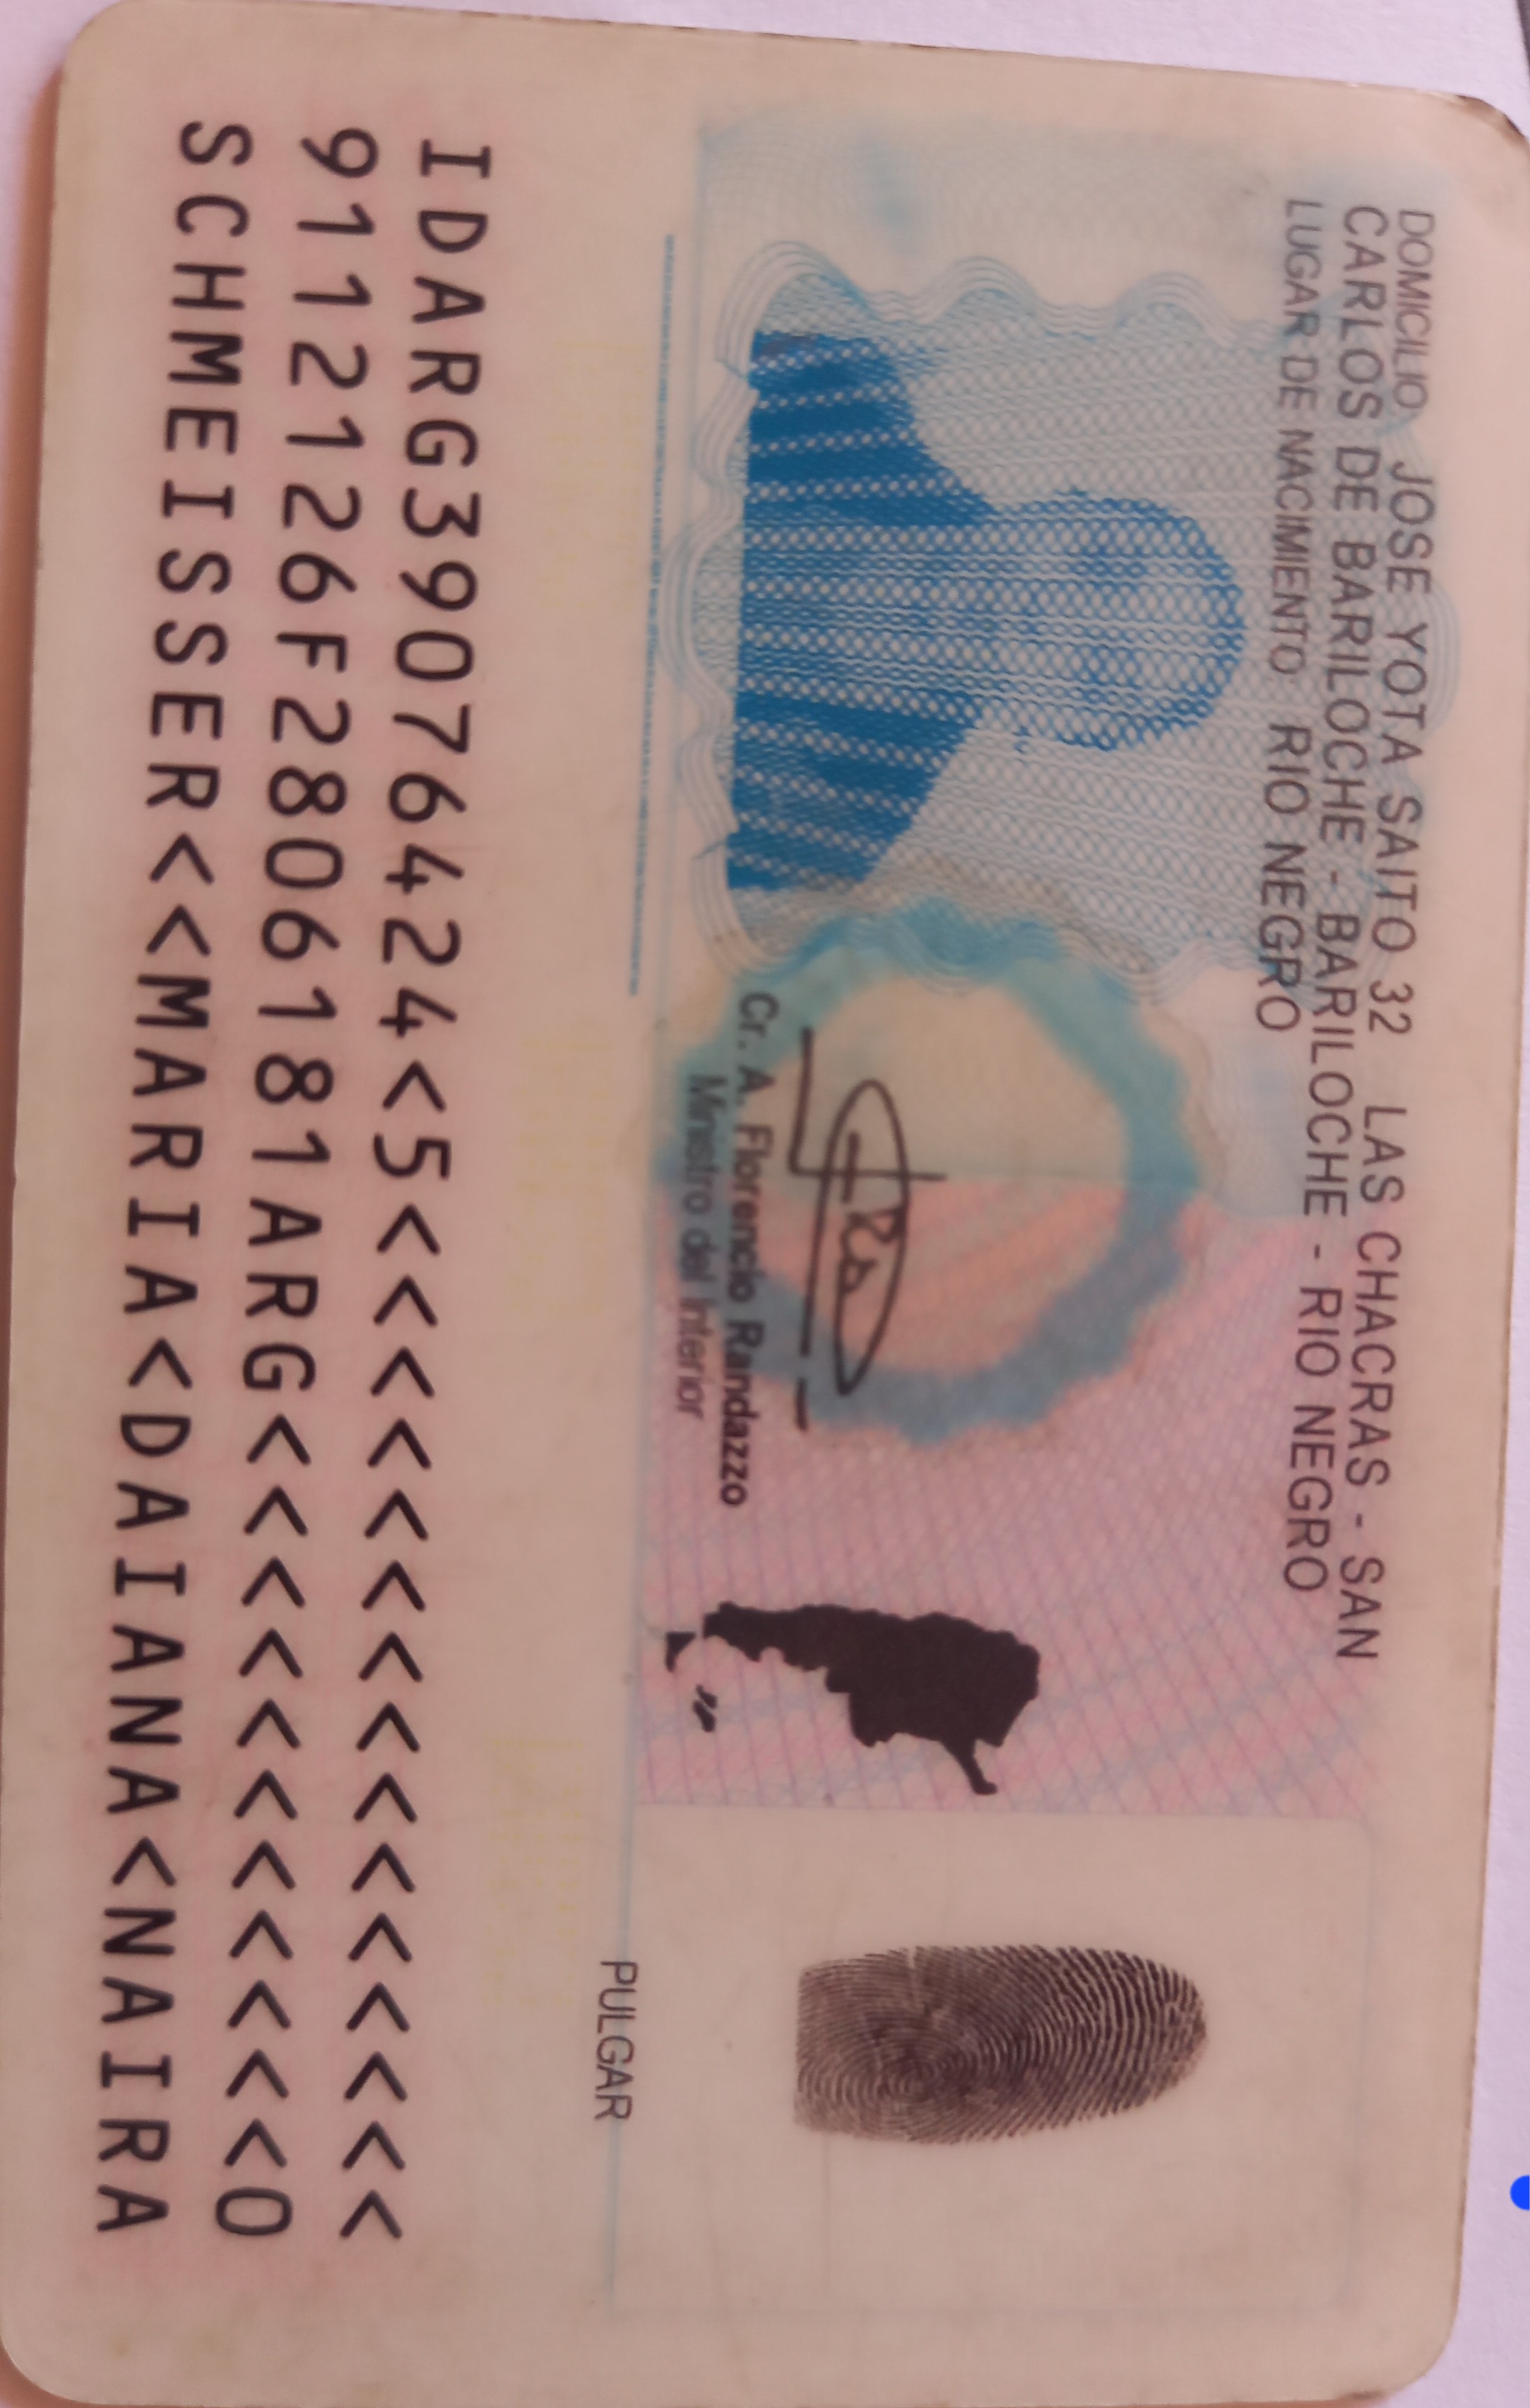 DOMICILIO JOSE YOTA SAITO 32 LAS CHACRAS - SAN
CARLOS DE BARILOCHE - BARILOCHE - RIO NEGRO
LUGAR DE NACIMIENTO RIO NEGRO
Cr. A. Florencio Randazzo
Ministro del Interior
PULGAR
IDARG39076424<5<<<<<<<<<<<<<<<
9112126F2806181ARG<<<<<<<<<<<0
SCHMEISSER<<MARIA<DAIANA<NAIRA